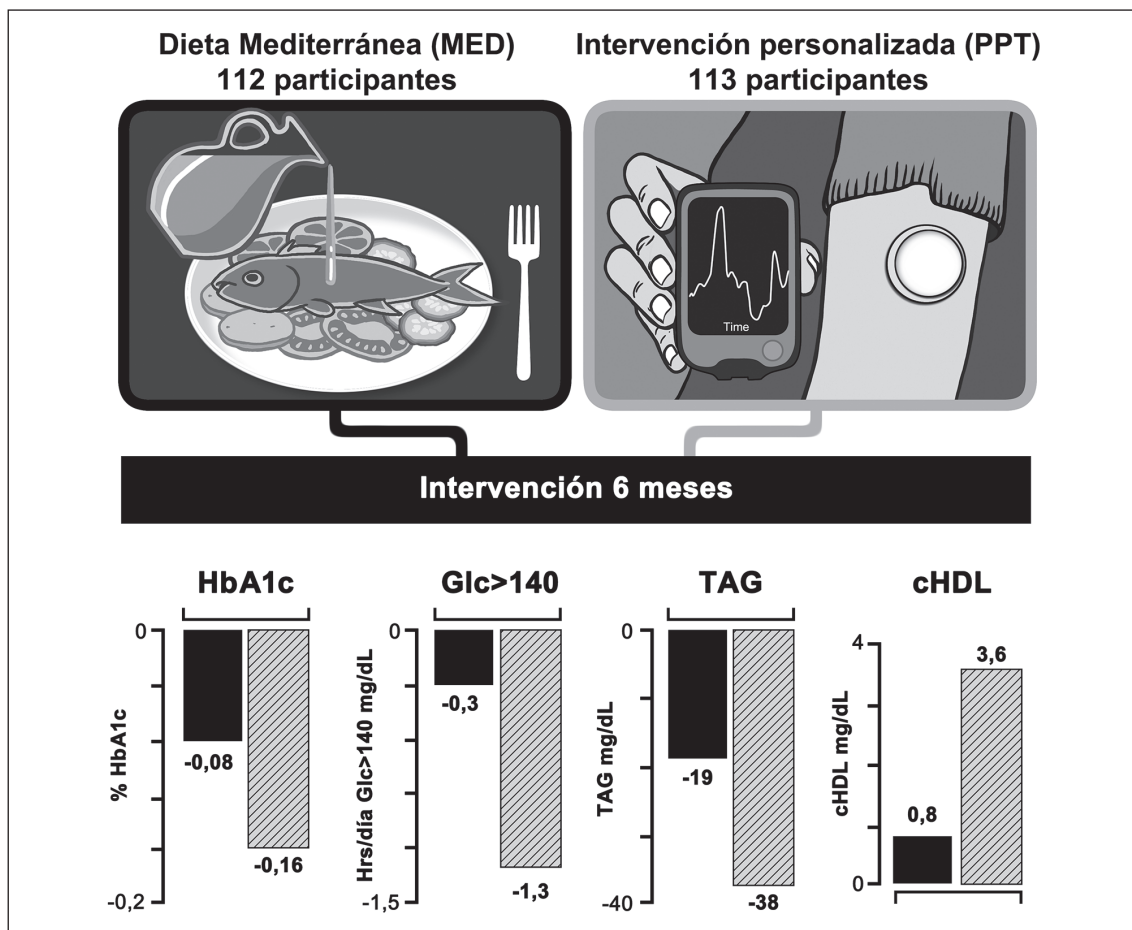 Dieta Mediterránea (MED)
112 participantes
Intervención personalizada (PPT)
113 participantes
Time
Intervención 6 meses
HbA1c
% HbA1c
0
-0,2
-0,08
-0,16
Glc>140
Hrs/día Glc>140 mg/dL
0
-1,5
-0,3
-1,3
TAG
TAG mg/dL
0
-40
-19
-38
cHDL
cHDL mg/dL
4
0
0,8
3,6